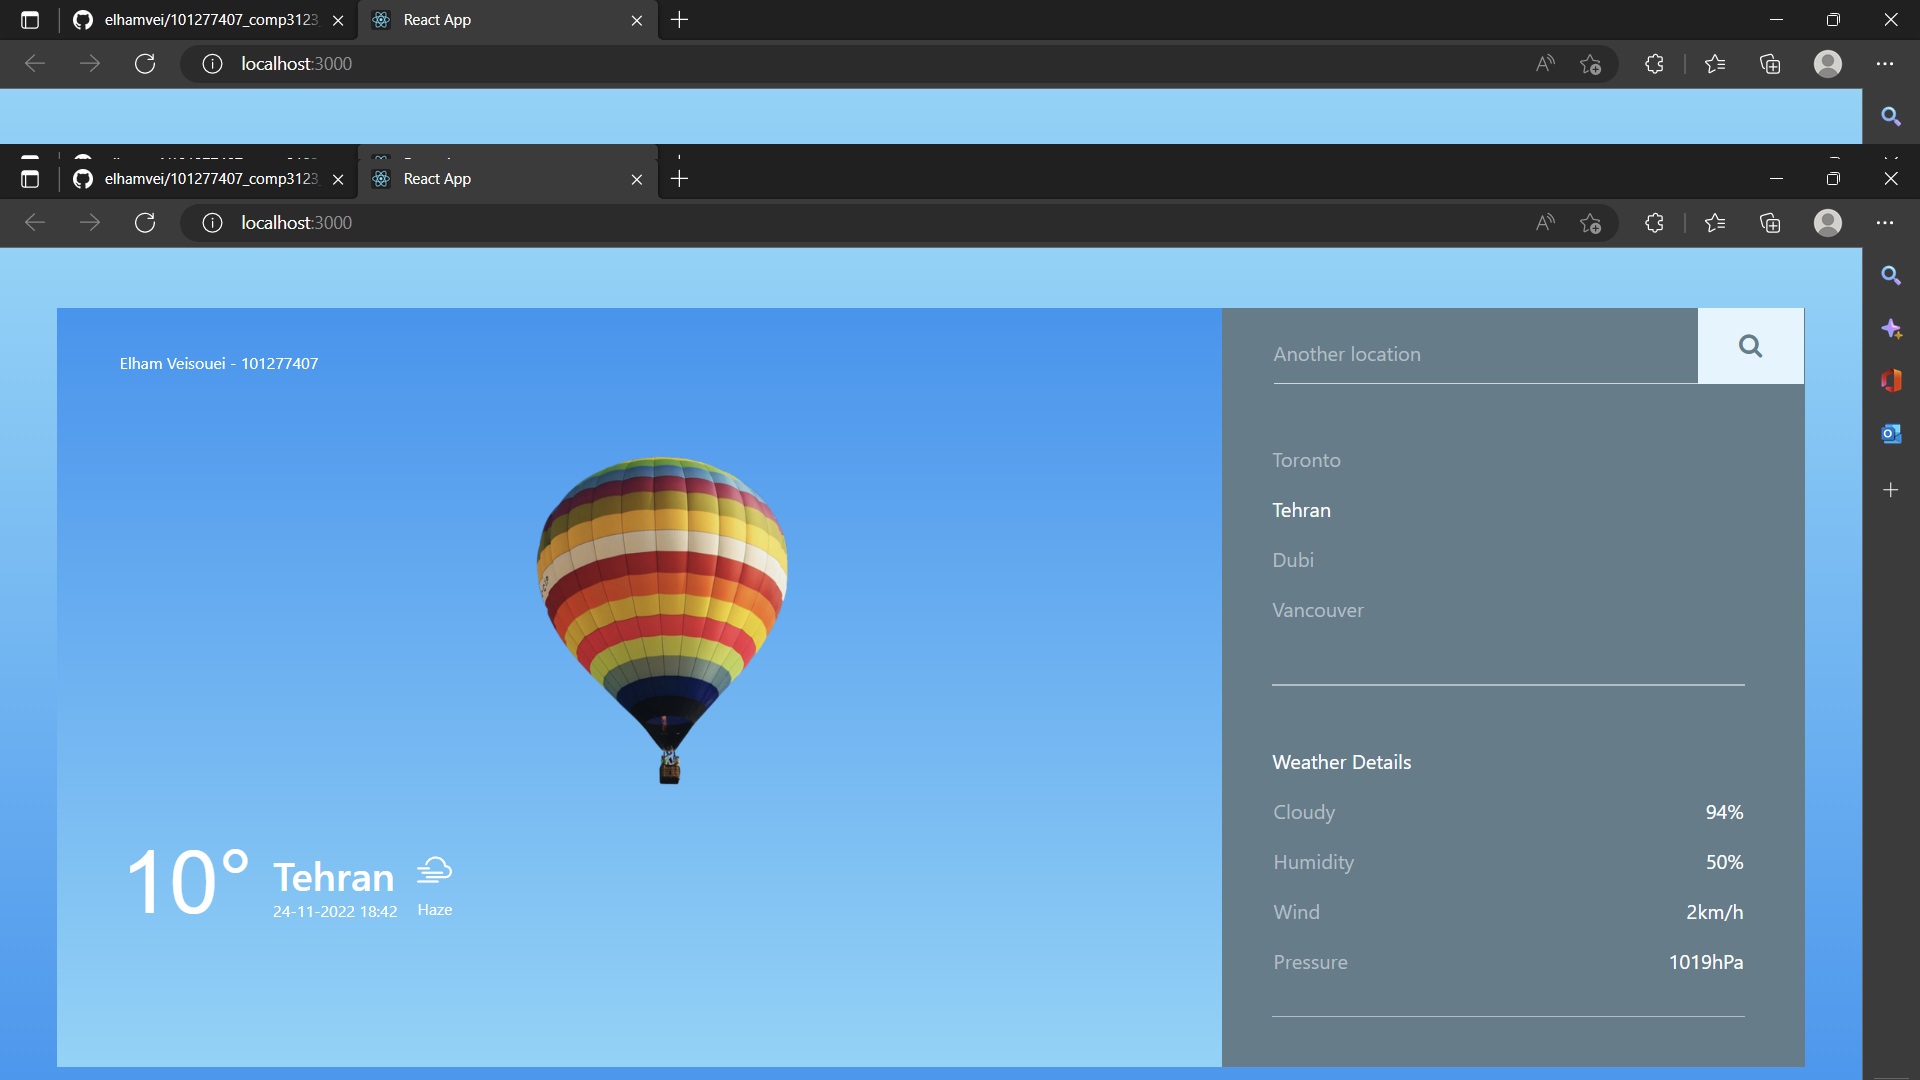 elhamvei/101277407_comp3123
React App
localhost:3000
elhamvei/101277407_comp3123
React App
localhost:3000
Elham Veisouei - 101277407
Another location
Toronto
Tehran
Dubi
Vancouver
Weather Details
Cloudy 94%
Humidity 50%
Wind 2km/h
Pressure 1019hPa
10° Tehran
24-11-2022 18:42 Haze